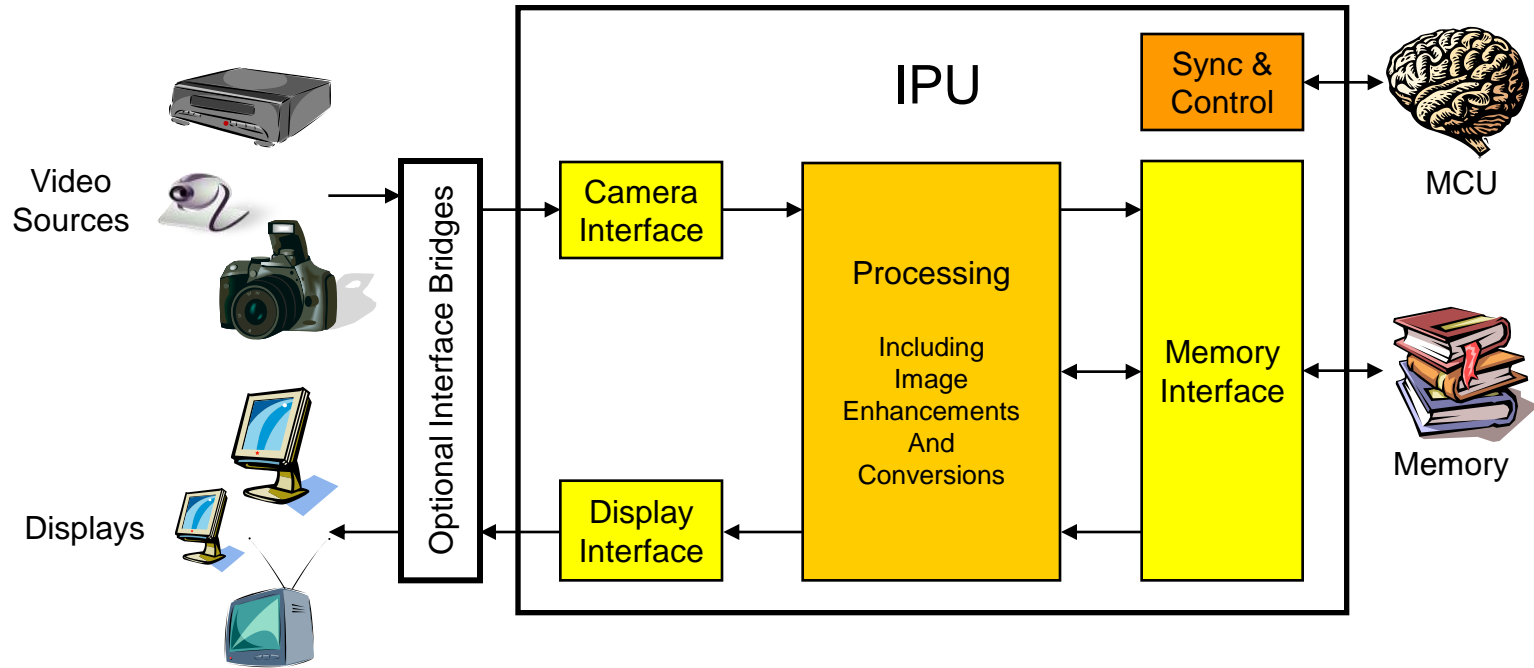 IPU
Sync &
Control
MCU
Video
Sources
Optional Interface Bridges
Camera
Interface
Processing
Including
Image
Enhancements
And
Conversions
Memory
Interface
Memory
Displays
Display
Interface